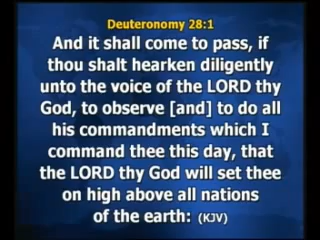 Deuteronomy 28:1
And it shall come to pass, if
thou shalt hearken diligently
unto the voice of the LORD thy
God, to observe [and] to do all
his commandments which I
command thee this day, that
the LORD thy God will set thee
on high above all nations
of the earth: (KJV)